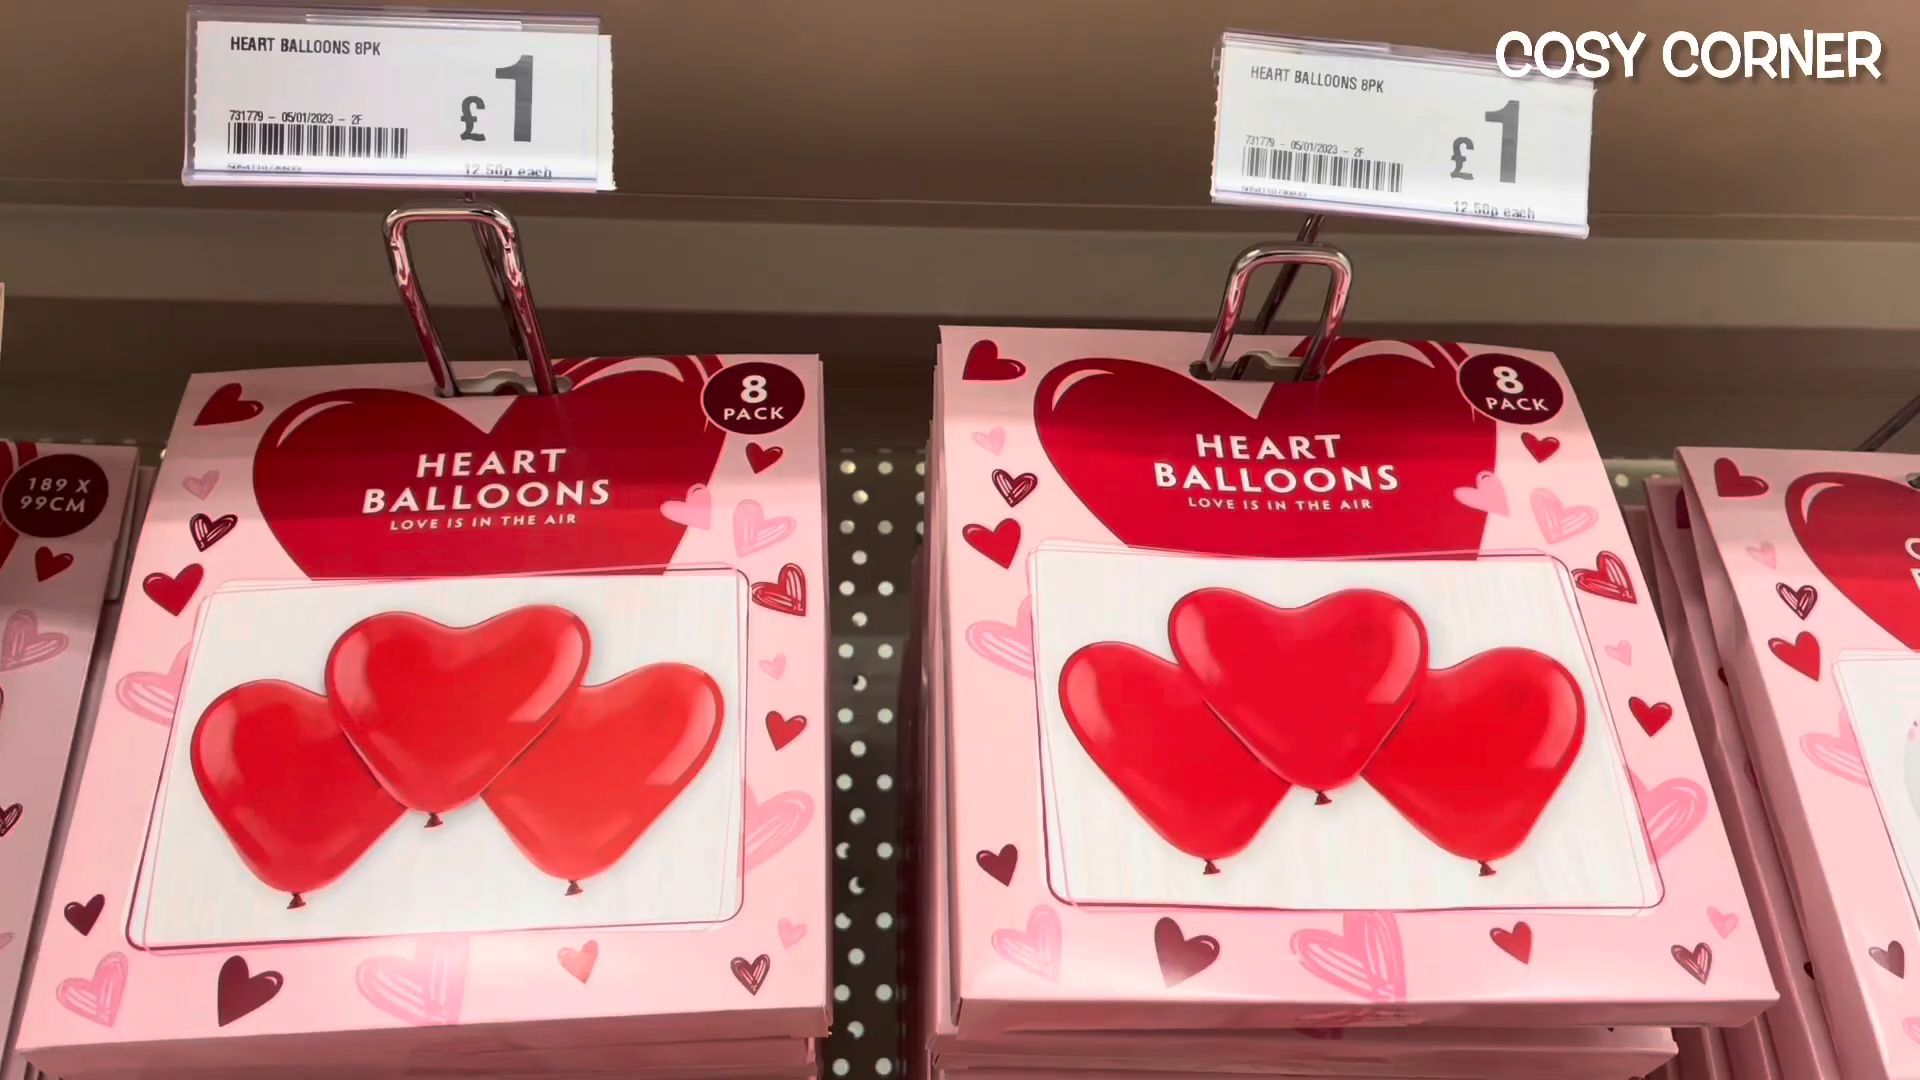 COSY CORNER
HEART BALLOONS 8PK
£1
731779 - 05/01/2023 - 2F
12.50p each
HEART BALLOONS 8PK
£1
731779 - 05/01/2023 - 2F
12.50p each
189 X
99CM
8
PACK
HEART
BALLOONS
LOVE IS IN THE AIR
8
PACK
HEART
BALLOONS
LOVE IS IN THE AIR